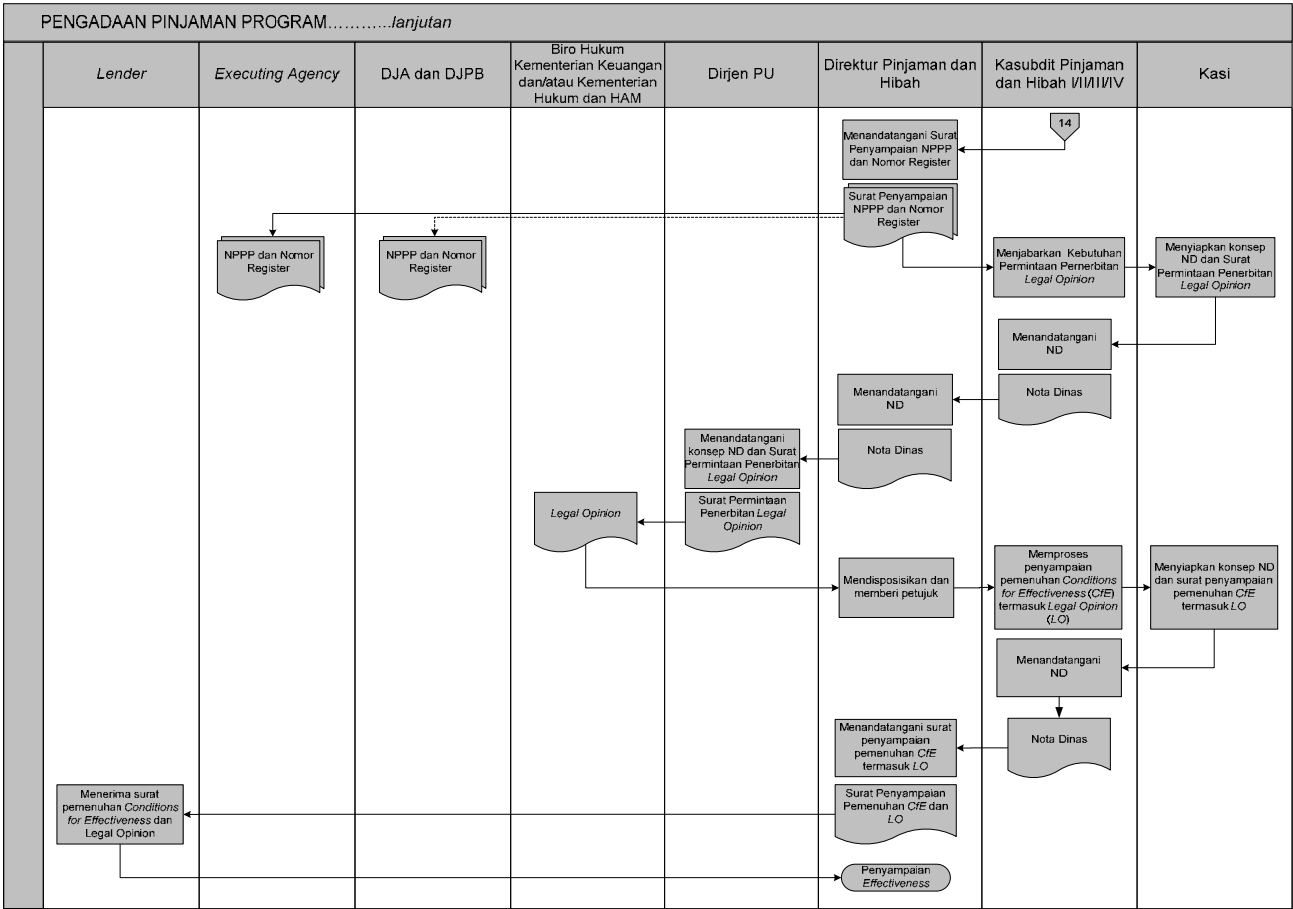 PENGADAAN PINJAMAN PROGRAM………...lanjutan
Lender
Executing Agency
DJA dan DJPB
Biro Hukum
Kementerian Keuangan
dan/atau Kementerian
Hukum dan HAM
Dirjen PU
Direktur Pinjaman dan
Hibah
Kasubdit Pinjaman
dan Hibah I/II/III/IV
Kasi
14
Menandatangani Surat
Penyampaian NPPP
dan Nomor Register
Surat Penyampaian
NPPP dan Nomor
Register
NPPP dan Nomor
Register
NPPP dan Nomor
Register
Menjabarkan Kebutuhan
Permintaan Pernerbitan
Legal Opinion
Menyiapkan konsep
ND dan Surat
Permintaan Penerbitan
Legal Opinion
Menandatangani
ND
Nota Dinas
Menandatangani
ND
Nota Dinas
Menandatangani
konsep ND dan Surat
Permintaan Penerbitan
Legal Opinion
Surat Permintaan
Penerbitan Legal
Opinion
Legal Opinion
Mendisposisikan dan
memberi petujuk
Memproses
penyampaian
pemenuhan Conditions
for Effectiveness (CfE)
termasuk Legal Opinion
(LO)
Menyiapkan konsep ND
dan surat penyampaian
pemenuhan CfE
termasuk LO
Menandatangani
ND
Nota Dinas
Menandatangani surat
penyampaian
pemenuhan CfE
termasuk LO
Surat Penyampaian
Pemenuhan CfE dan
LO
Menerima surat
pemenuhan Conditions
for Effectiveness dan
Legal Opinion
Penyampaian
Effectiveness